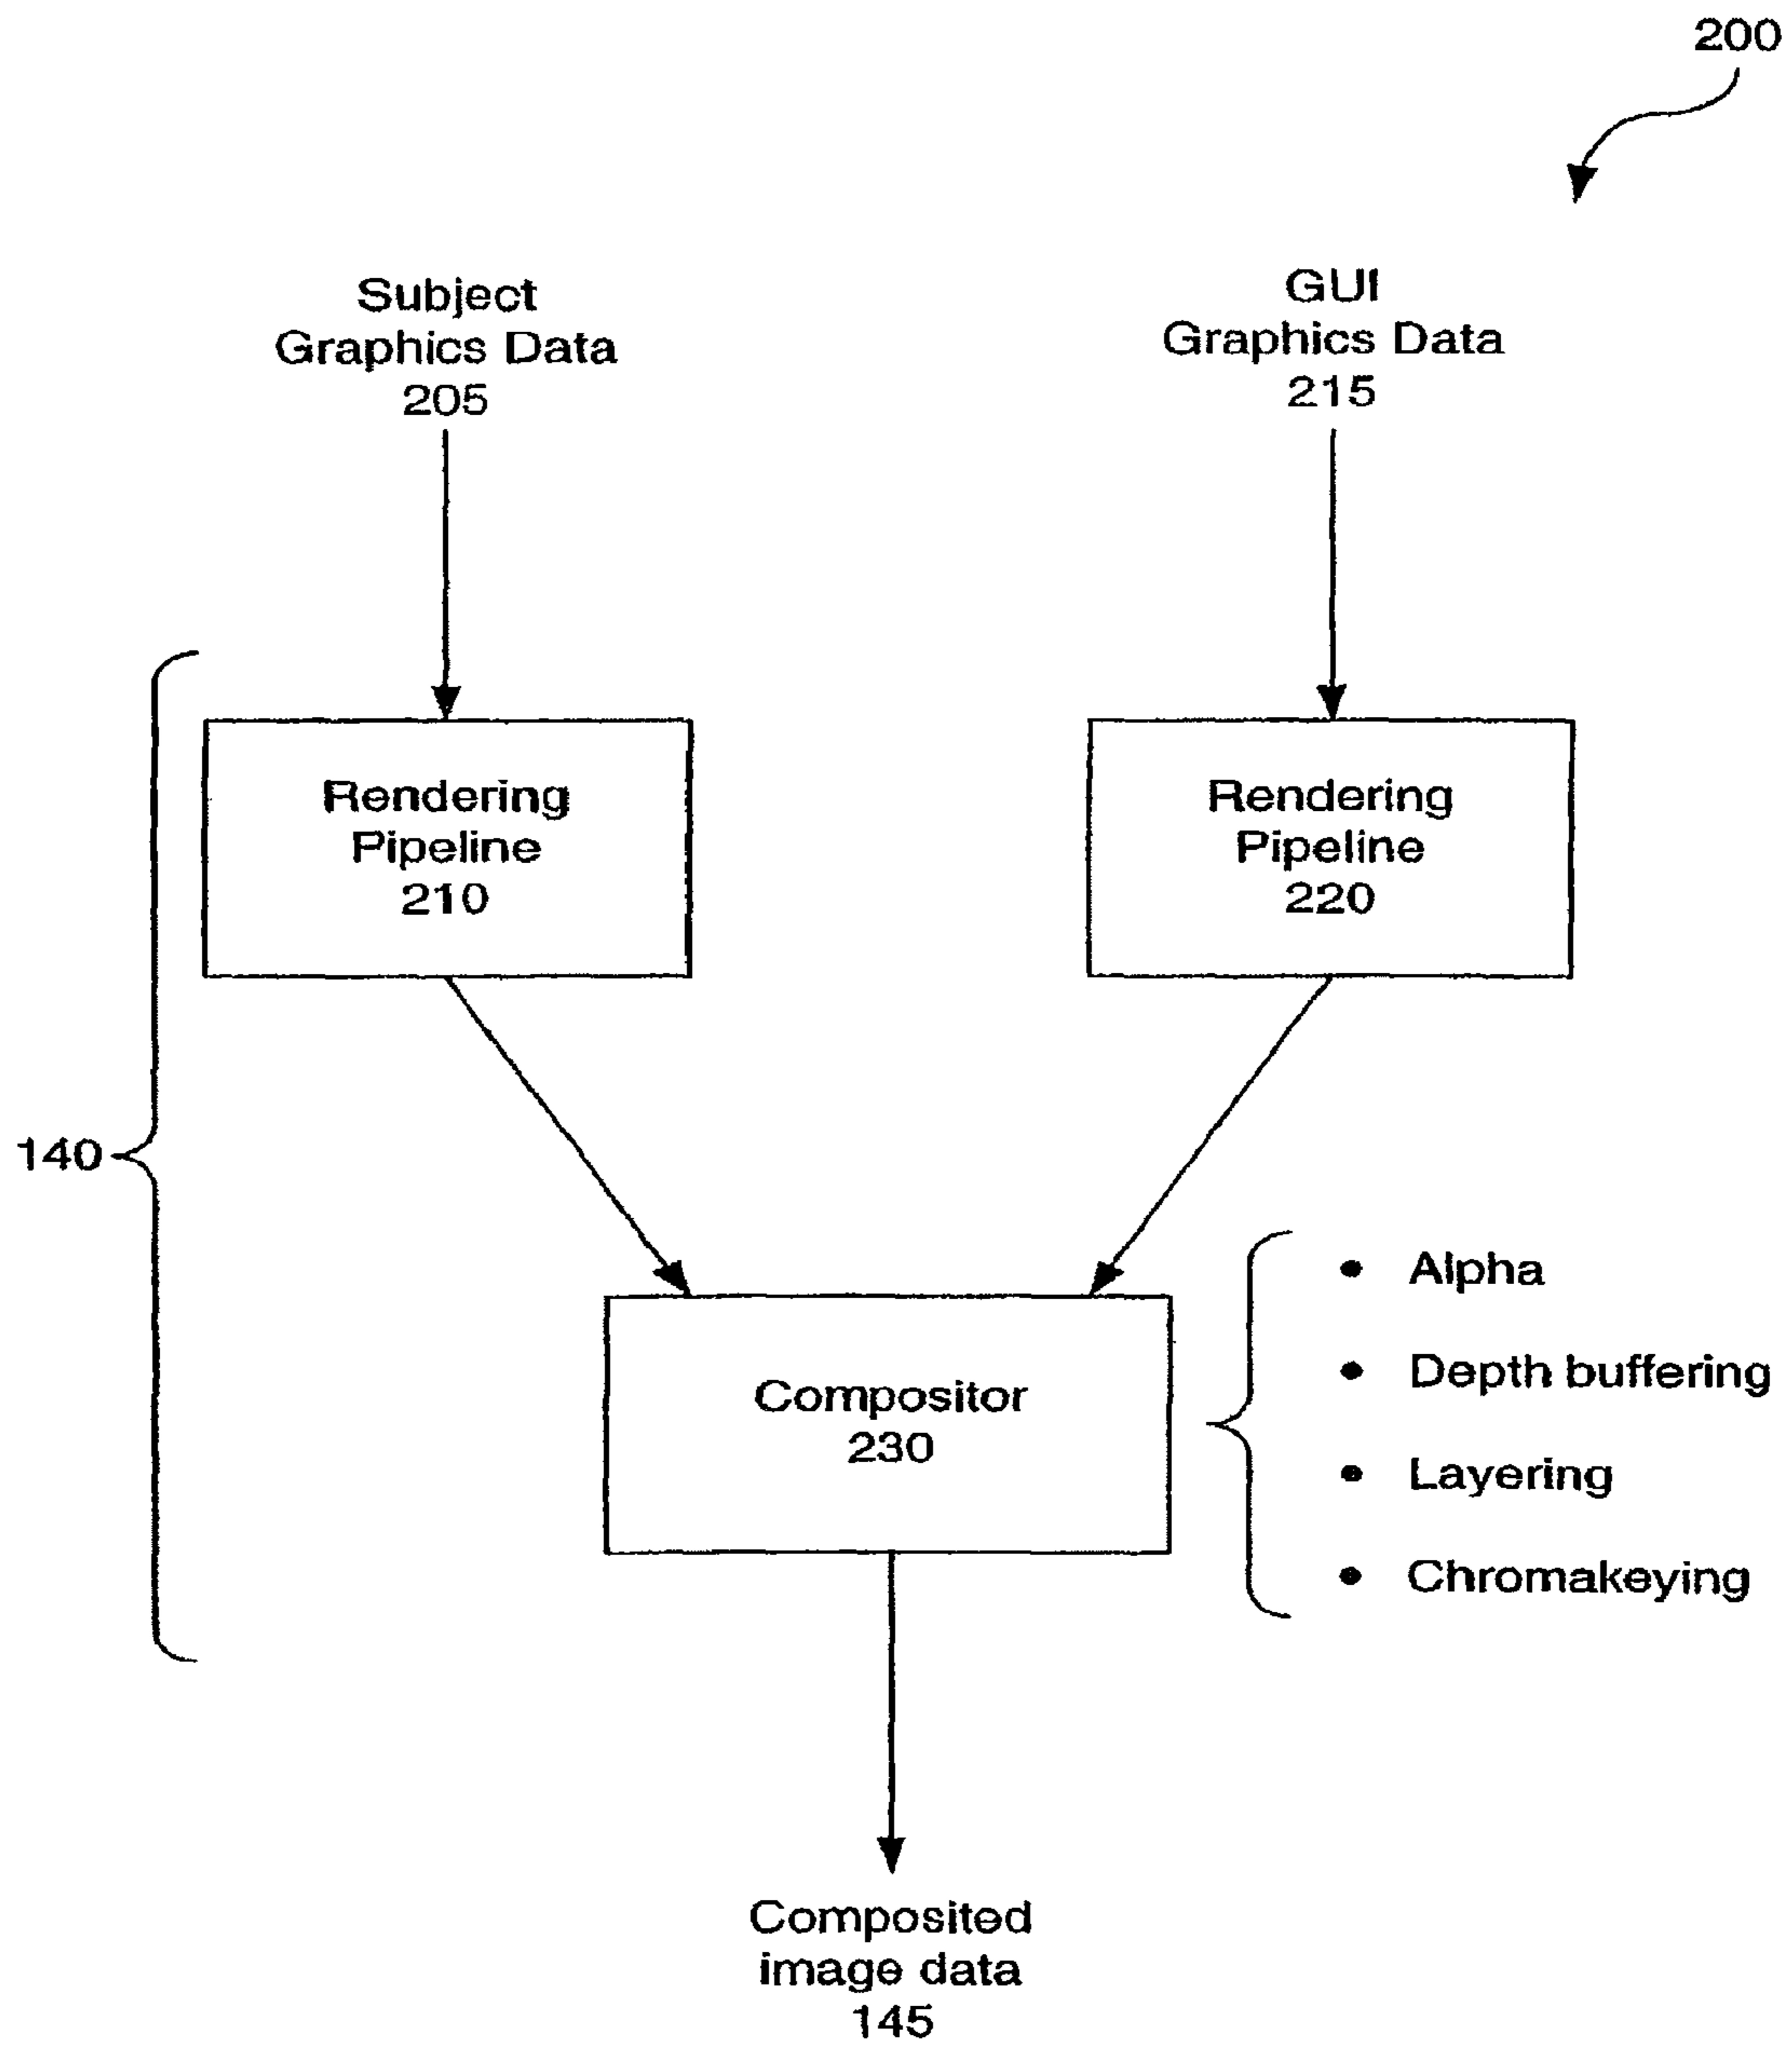 200
Subject
Graphics Data
205
GUI
Graphics Data
215
Rendering
Pipeline
210
Rendering
Pipeline
220
140
Compositor
230
• Alpha
• Depth buffering
• Layering
• Chromakeying
Composited
image data
145